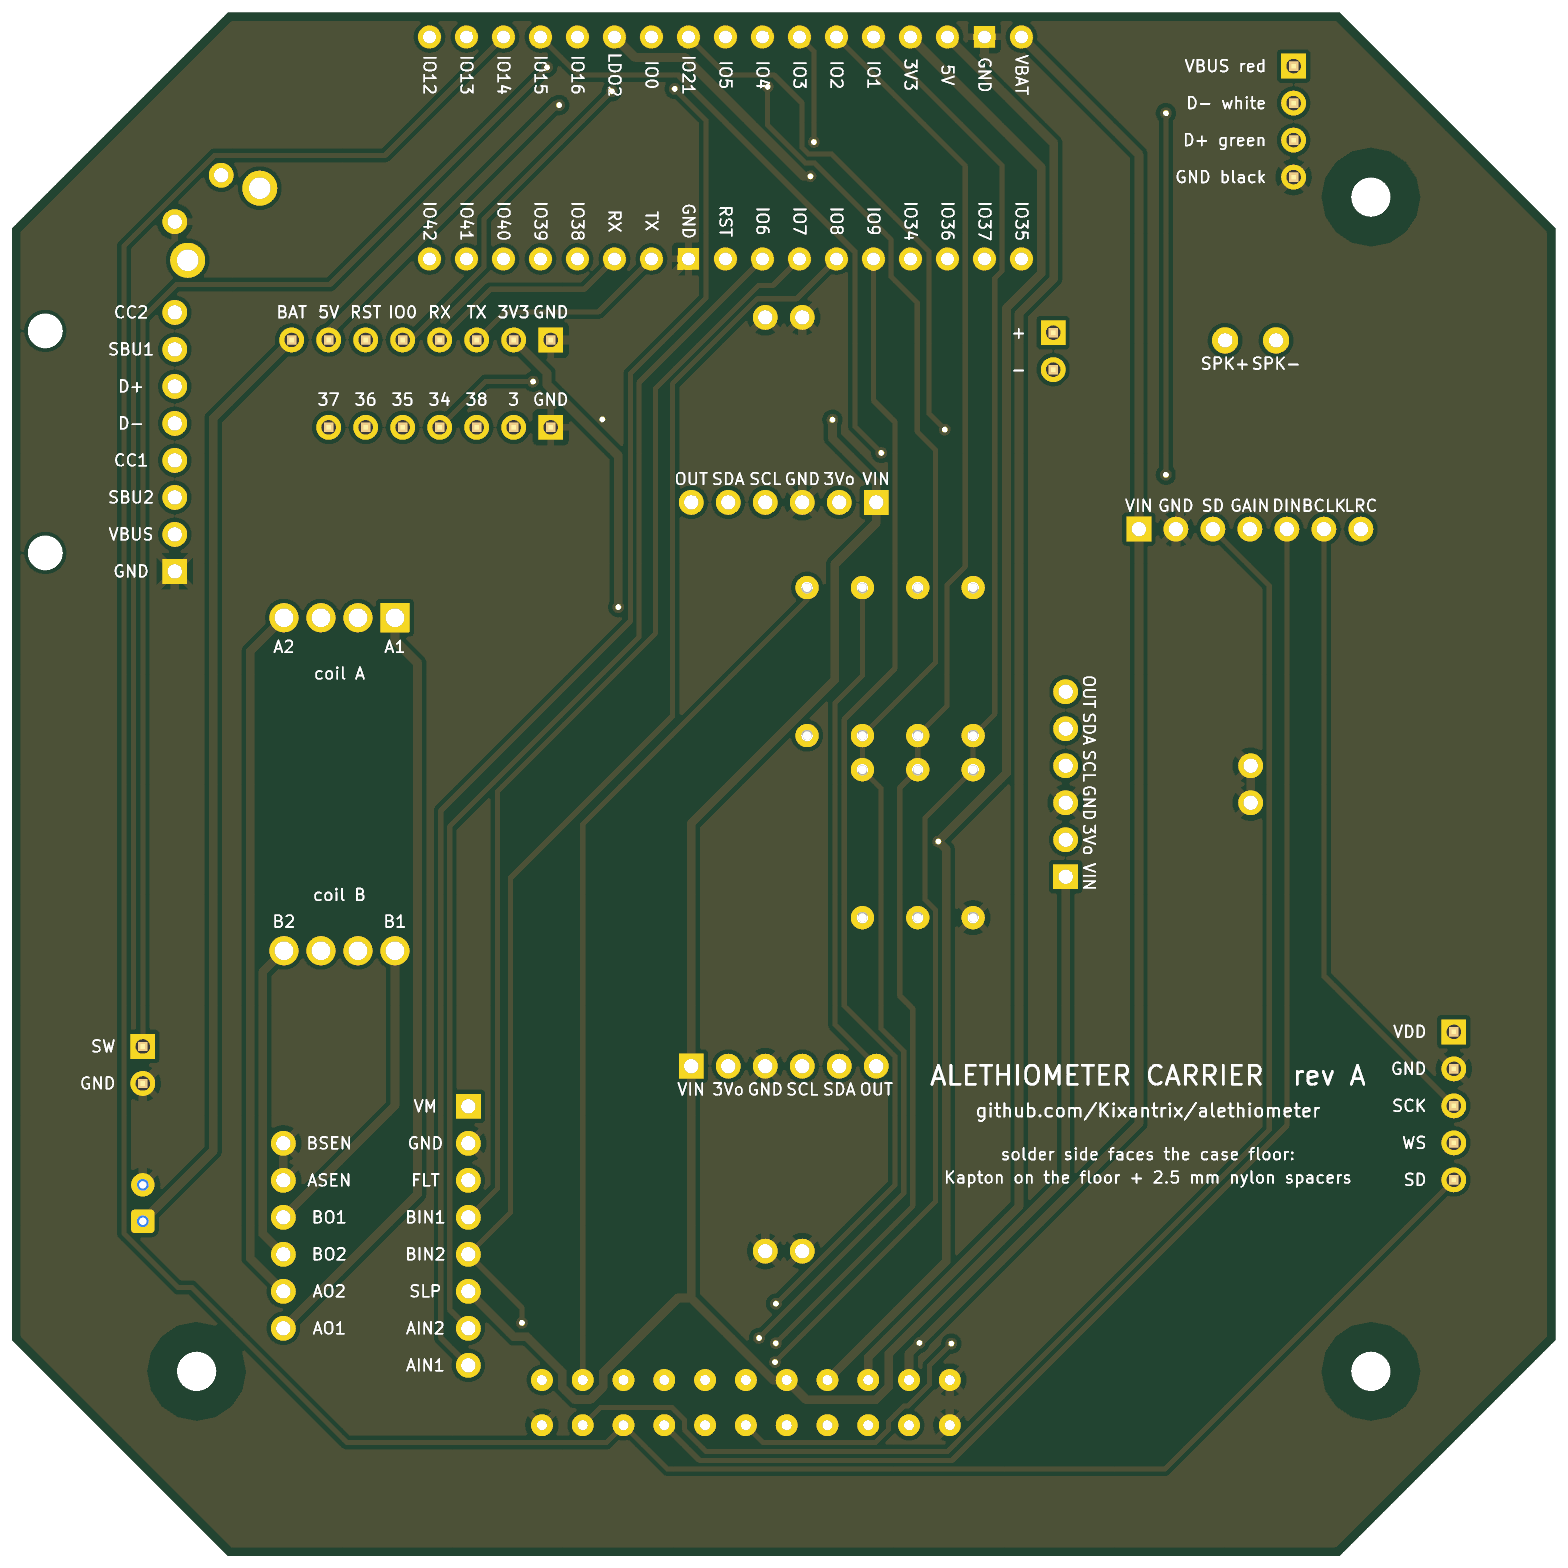 IO12 IO13 IO14 IO15 IO16 LDO2 IO0 IO21 IO5 IO4 IO3 IO2 IO1 3V3 5V GND VBAT
VBUS red
D- white
D+ green
GND black
IO42 IO41 IO40 IO39 IO38 RX TX GND RST IO6 IO7 IO8 IO9 IO34 IO36 IO37 IO35
BAT 5V RST IO0 RX TX 3V3 GND
37 36 35 34 38 3 GND
CC2
SBU1
D+
D-
CC1
SBU2
VBUS
GND
+
-
SPK+ SPK-
OUT SDA SCL GND 3Vo VIN
VIN GND SD GAIN DIN BCLK LRC
A2 A1
coil A
OUT SDA SCL GND 3Vo VIN
coil B
B2 B1
SW
GND
VIN 3Vo GND SCL SDA OUT
VM
GND
FLT
BIN1
BIN2
SLP
AIN2
AIN1
BSEN
ASEN
BO1
BO2
AO2
AO1
ALETHIOMETER CARRIER rev A
github.com/Kixantrix/alethiometer
solder side faces the case floor:
Kapton on the floor + 2.5 mm nylon spacers
VDD
GND
SCK
WS
SD